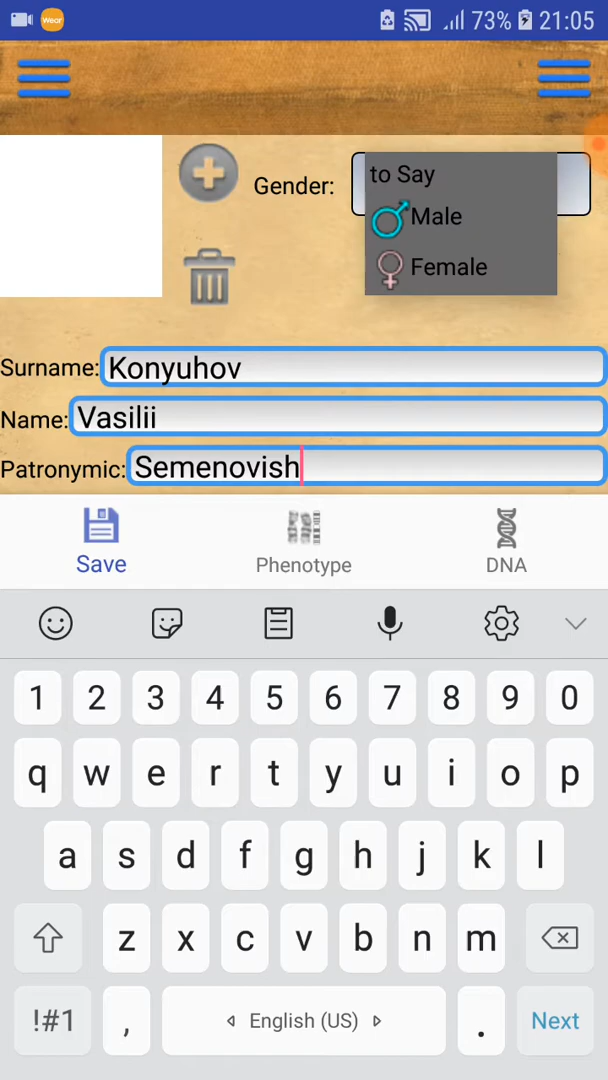 Wear 73% 21:05
Gender:
to Say
Male
Female
Surname: Konyuhov
Name: Vasilii
Patronymic: Semenovish
Save Phenotype DNA
1 2 3 4 5 6 7 8 9 0
q w e r t y u i o p
a s d f g h j k l
z x c v b n m
!#1 , English (US) . Next